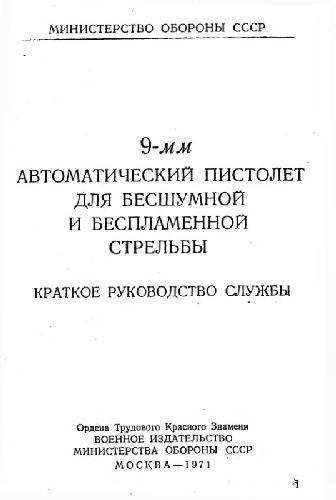 МИНИСТЕРСТВО ОБОРОНЫ СССР
9-мм
АВТОМАТИЧЕСКИЙ ПИСТОЛЕТ
ДЛЯ БЕСШУМНОЙ
И БЕСПЛАМЕННОЙ
СТРЕЛЬБЫ
КРАТКОЕ РУКОВОДСТВО СЛУЖБЫ
Ордена Трудового Красного Знамени
ВОЕННОЕ ИЗДАТЕЛЬСТВО
МИНИСТЕРСТВА ОБОРОНЫ СССР
МОСКВА—1971